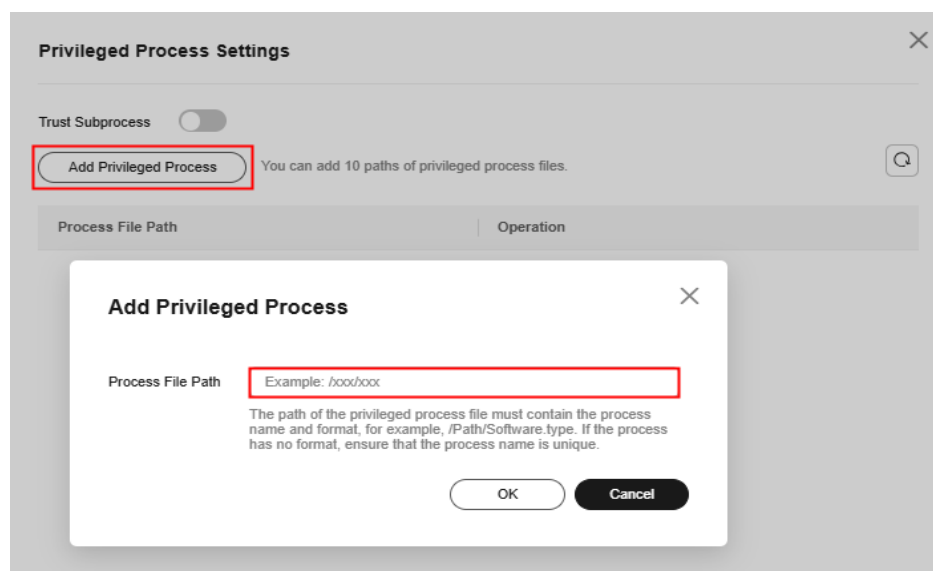 Privileged Process Settings
Trust Subprocess
Add Privileged Process
You can add 10 paths of privileged process files.
Process File Path
Operation
Add Privileged Process
Process File Path
Example: /xxx/xxx
The path of the privileged process file must contain the process
name and format, for example, /Path/Software.type. If the process
has no format, ensure that the process name is unique.
OK
Cancel